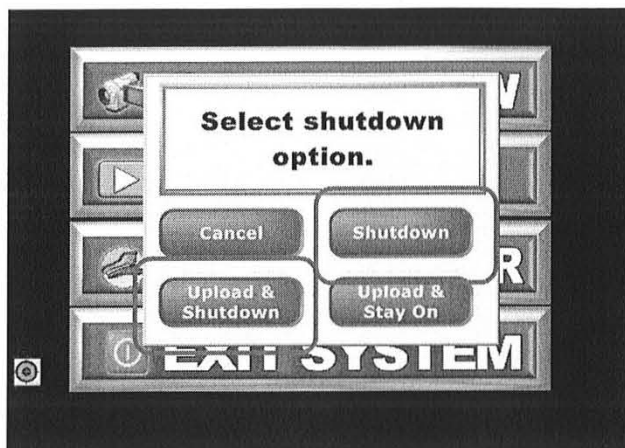 W
Select shutdown
option.
Cancel
Shutdown
R
Upload &
Shutdown
Upload &
Stay On
EXIT SYSTEM